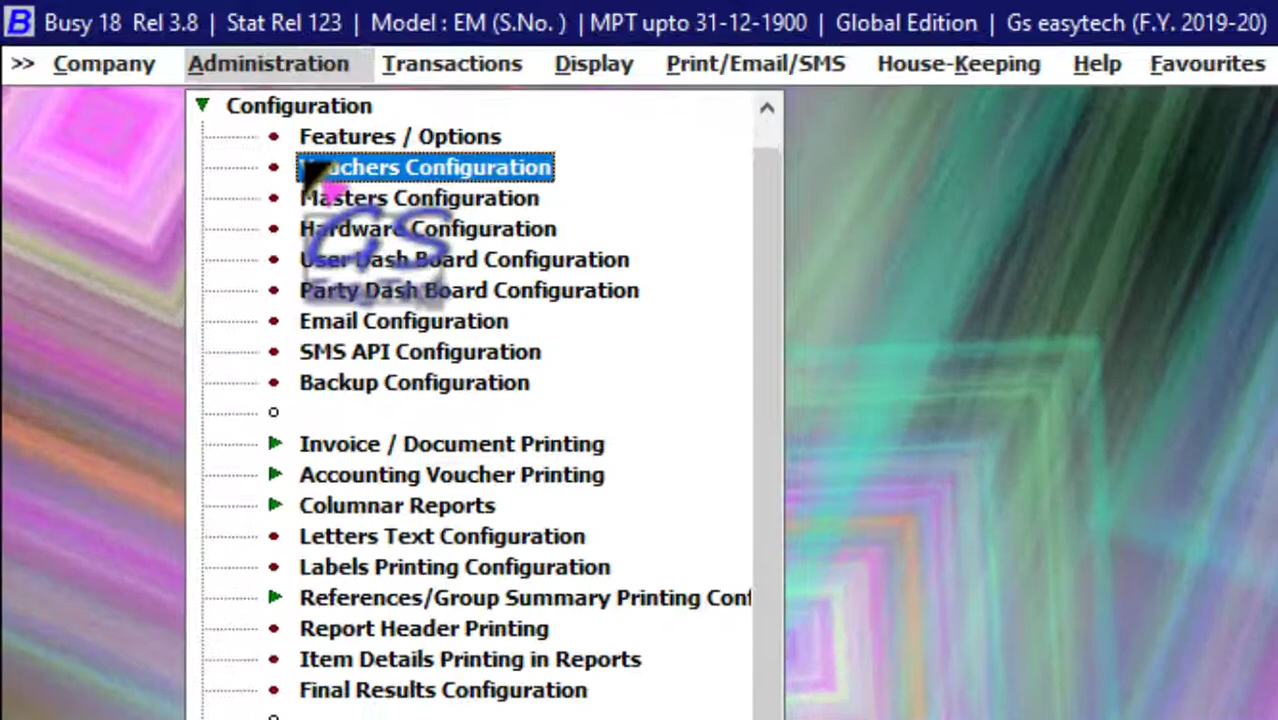 B Busy 18 Rel 3.8 | Stat Rel 123 | Model : EM (S.No. ) | MPT upto 31-12-1900 | Global Edition | Gs easytech (F.Y. 2019-20)
>> Company Administration Transactions Display Print/Email/SMS House-Keeping Help Favourites
Configuration
Features / Options
Vouchers Configuration
Masters Configuration
Hardware Configuration
User Dash Board Configuration
Party Dash Board Configuration
Email Configuration
SMS API Configuration
Backup Configuration
Invoice / Document Printing
Accounting Voucher Printing
Columnar Reports
Letters Text Configuration
Labels Printing Configuration
References/Group Summary Printing Conf
Report Header Printing
Item Details Printing in Reports
Final Results Configuration
GS